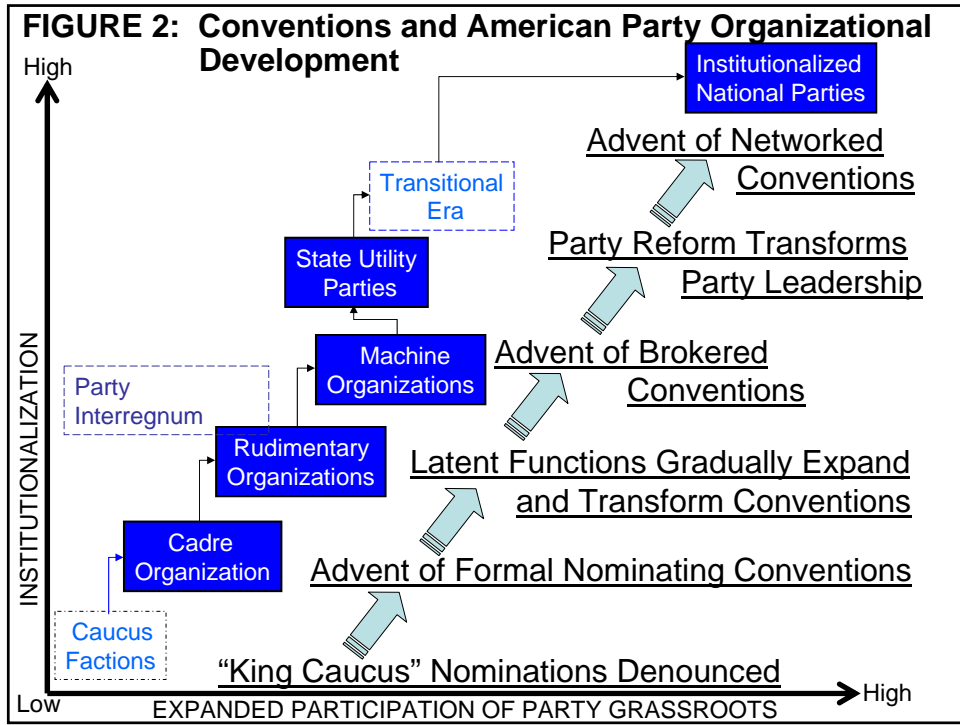 FIGURE 2: Conventions and American Party Organizational
Development
High
Institutionalized
National Parties
Advent of Networked
Conventions
Transitional
Era
Party Reform Transforms
Party Leadership
State Utility
Parties
Machine
Organizations
Advent of Brokered
Conventions
Party
Interregnum
Rudimentary
Organizations
Latent Functions Gradually Expand
and Transform Conventions
Cadre
Organization
Advent of Formal Nominating Conventions
Caucus
Factions
“King Caucus” Nominations Denounced
INSTITUTIONALIZATION
Low
EXPANDED PARTICIPATION OF PARTY GRASSROOTS
High